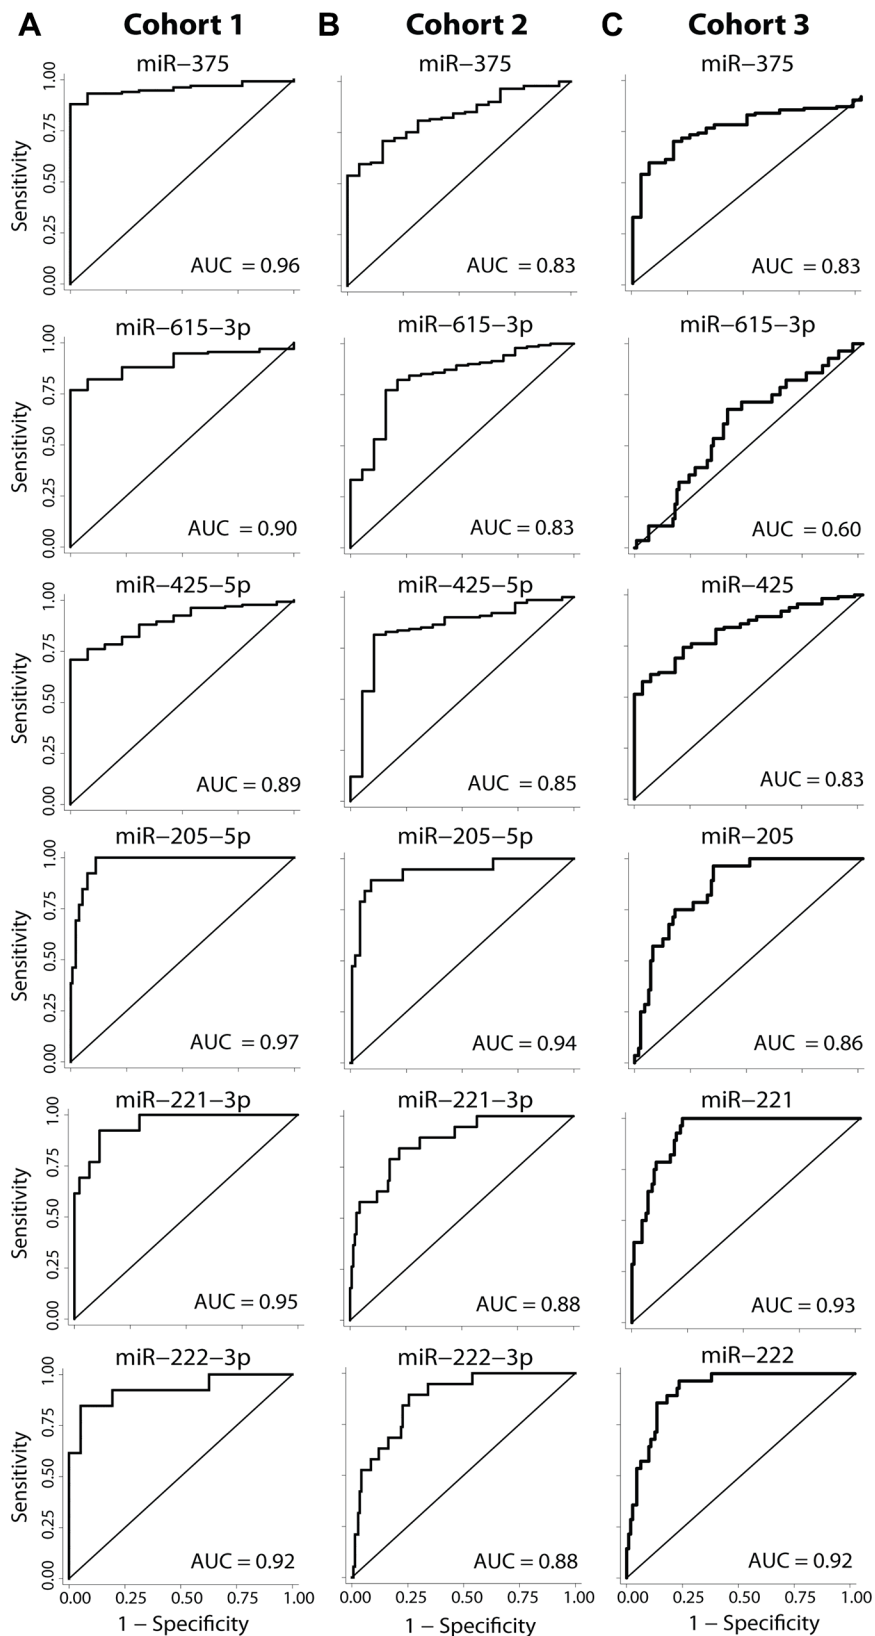 A Cohort 1 B Cohort 2 C Cohort 3
miR−375 miR−375 miR−375
1.00
0.75
0.50
0.25
0.00
Sensitivity
AUC = 0.96 AUC = 0.83 AUC = 0.83
miR−615−3p miR−615−3p miR−615−3p
1.00
0.75
0.50
0.25
0.00
Sensitivity
AUC = 0.90 AUC = 0.83 AUC = 0.60
miR−425−5p miR−425−5p miR−425
1.00
0.75
0.50
0.25
0.00
Sensitivity
AUC = 0.89 AUC = 0.85 AUC = 0.83
miR−205−5p miR−205−5p miR−205
1.00
0.75
0.50
0.25
0.00
Sensitivity
AUC = 0.97 AUC = 0.94 AUC = 0.86
miR−221−3p miR−221−3p miR−221
1.00
0.75
0.50
0.25
0.00
Sensitivity
AUC = 0.95 AUC = 0.88 AUC = 0.93
miR−222−3p miR−222−3p miR−222
1.00
0.75
0.50
0.25
0.00
Sensitivity
AUC = 0.92 AUC = 0.88 AUC = 0.92
0.00 0.25 0.50 0.75 1.00 0.00 0.25 0.50 0.75 1.00 0.00 0.25 0.50 0.75 1.00
1 − Specificity 1 − Specificity 1 − Specificity